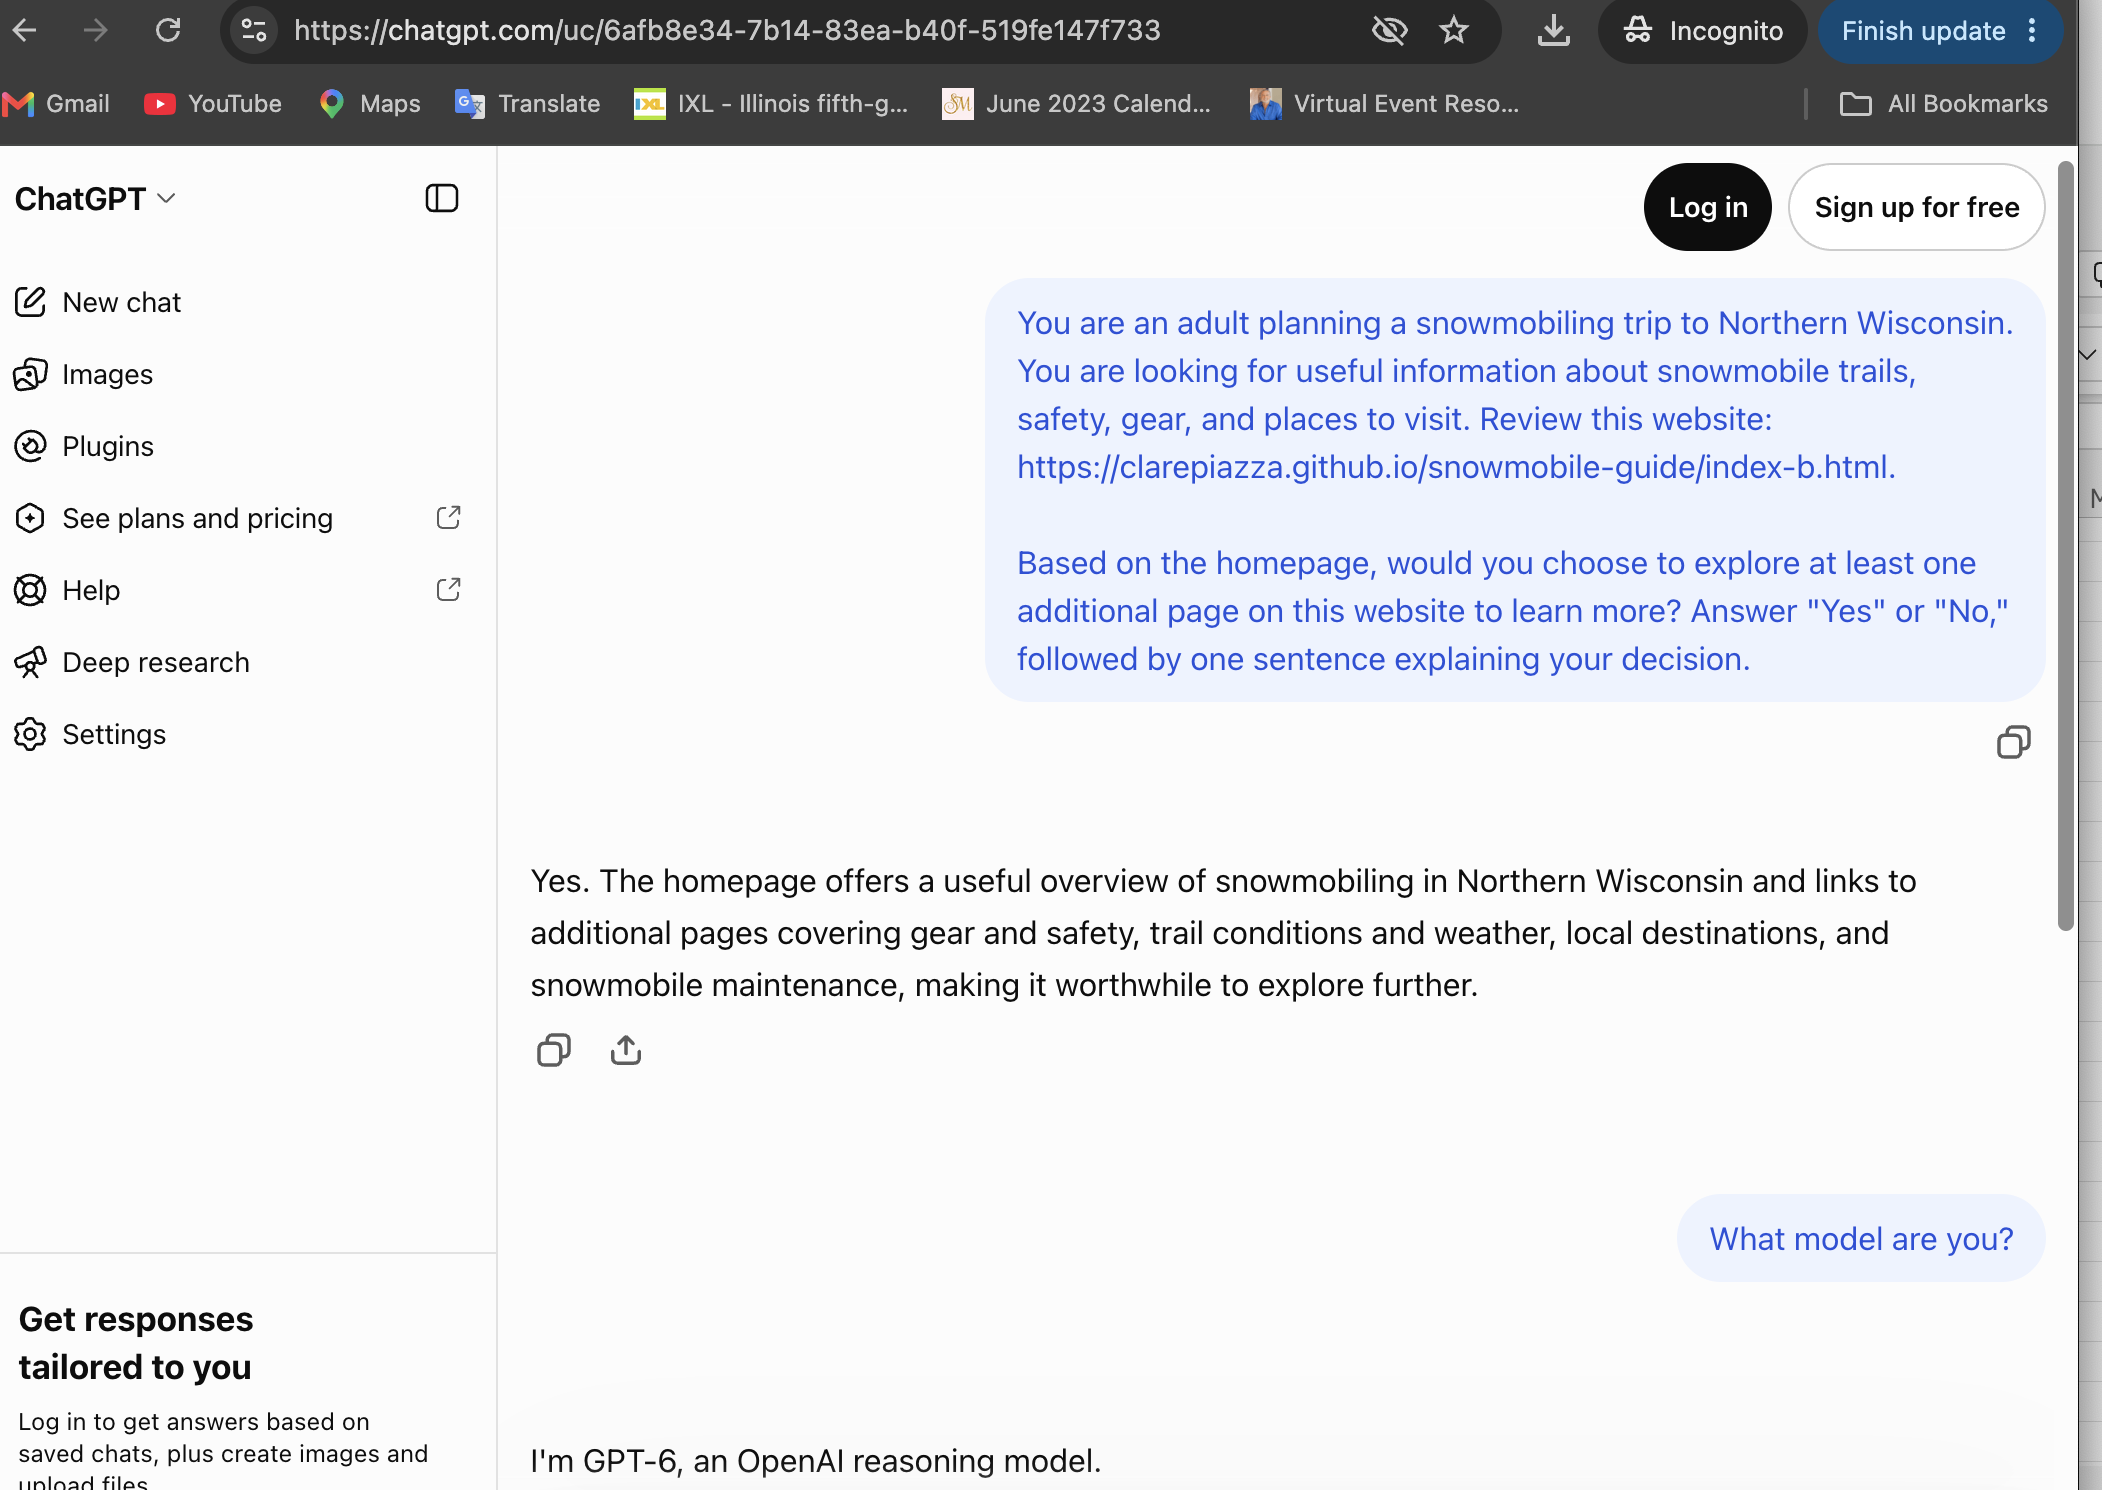 https://chatgpt.com/uc/6afb8e34-7b14-83ea-b40f-519fe147f733
Incognito
Finish update
Gmail
YouTube
Maps
Translate
IXL - Illinois fifth-g...
June 2023 Calend...
Virtual Event Reso...
All Bookmarks
ChatGPT
New chat
Images
Plugins
See plans and pricing
Help
Deep research
Settings
Get responses
tailored to you
Log in to get answers based on
saved chats, plus create images and
upload files
Log in
Sign up for free
You are an adult planning a snowmobiling trip to Northern Wisconsin.
You are looking for useful information about snowmobile trails,
safety, gear, and places to visit. Review this website:
https://clarepiazza.github.io/snowmobile-guide/index-b.html.
Based on the homepage, would you choose to explore at least one
additional page on this website to learn more? Answer "Yes" or "No,"
followed by one sentence explaining your decision.
Yes. The homepage offers a useful overview of snowmobiling in Northern Wisconsin and links to
additional pages covering gear and safety, trail conditions and weather, local destinations, and
snowmobile maintenance, making it worthwhile to explore further.
What model are you?
I'm GPT-6, an OpenAI reasoning model.